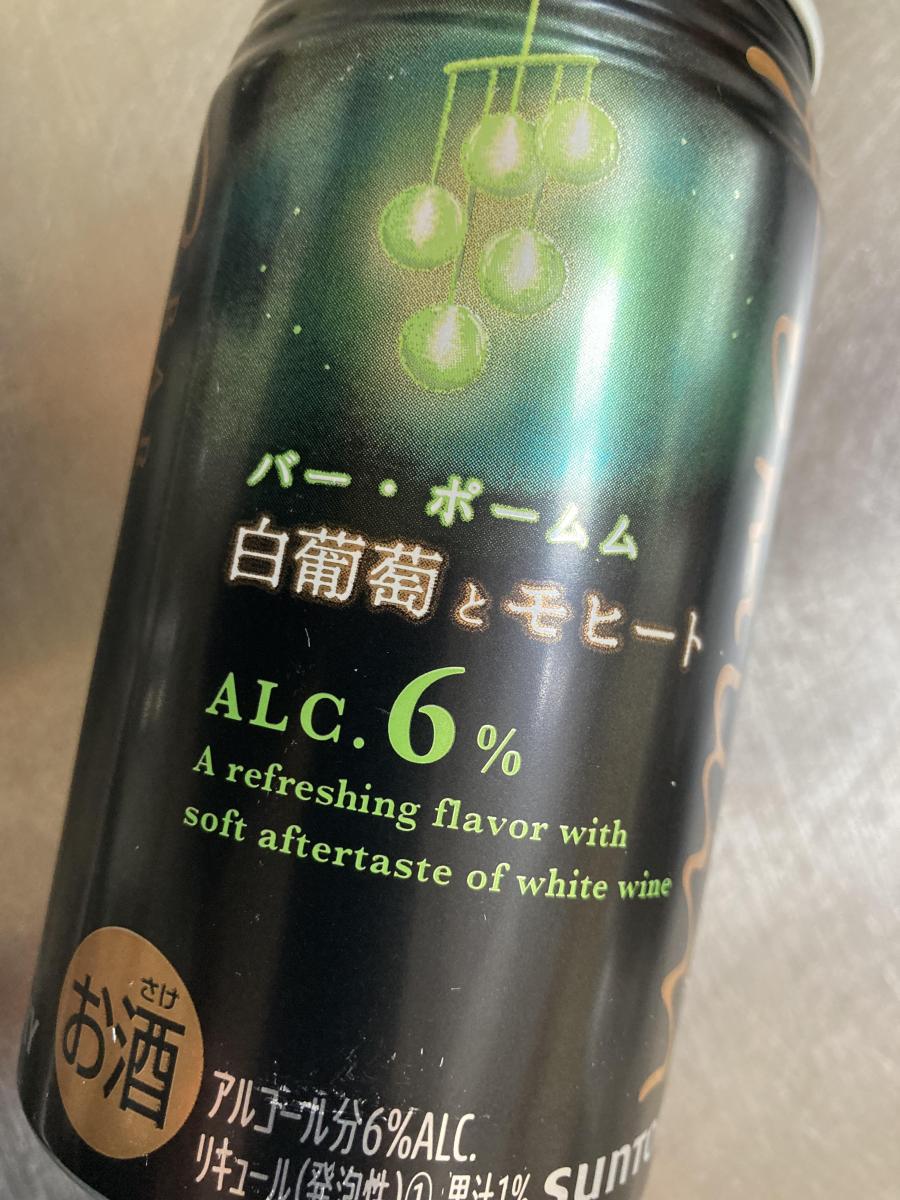 バー・ポームム
白葡萄とモヒート
ALC.6%
A refreshing flavor with
soft aftertaste of white wine
さけ
お酒
アルコール分6%ALC.
リキュール(発泡性)① 果汁1%
BAR